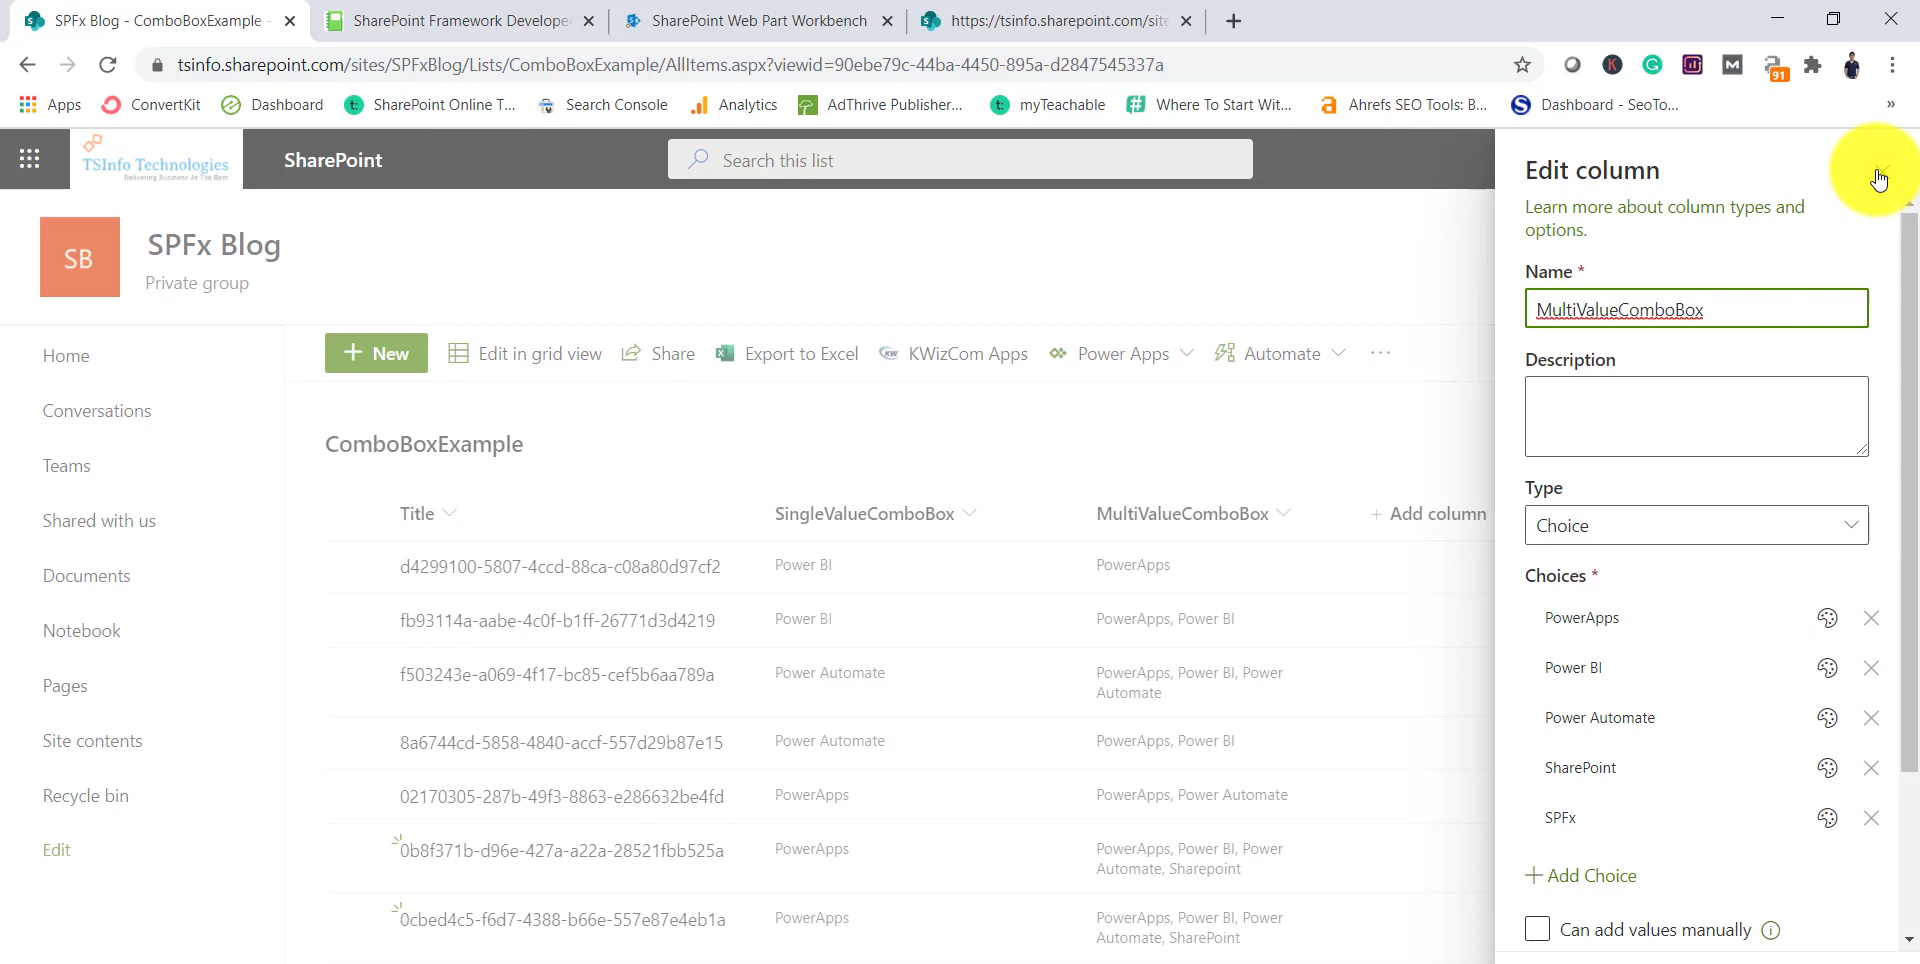 SPFx Blog - ComboBoxExample -
SharePoint Framework Develope
SharePoint Web Part Workbench
https://tsinfo.sharepoint.com/site
tsinfo.sharepoint.com/sites/SPFxBlog/Lists/ComboBoxExample/AllItems.aspx?viewid=90ebe79c-44ba-4450-895a-d2847545337a
91
Apps
ConvertKit
Dashboard
SharePoint Online T...
Search Console
Analytics
AdThrive Publisher...
myTeachable
Where To Start Wit...
Ahrefs SEO Tools: B...
Dashboard - SeoTo...
»
TSInfo Technologies
Delivering Business At The Best
SharePoint
Search this list
SB
SPFx Blog
Private group
Home
Conversations
Teams
Shared with us
Documents
Notebook
Pages
Site contents
Recycle bin
Edit
+ New
Edit in grid view
Share
Export to Excel
KWizCom Apps
Power Apps
Automate
...
ComboBoxExample
Title SingleValueComboBox MultiValueComboBox + Add column
d4299100-5807-4ccd-88ca-c08a80d97cf2 Power BI PowerApps
fb93114a-aabe-4c0f-b1ff-26771d3d4219 Power BI PowerApps, Power BI
f503243e-a069-4f17-bc85-cef5b6aa789a Power Automate PowerApps, Power BI, Power
Automate
8a6744cd-5858-4840-accf-557d29b87e15 Power Automate PowerApps, Power BI
02170305-287b-49f3-8863-e286632be4fd PowerApps PowerApps, Power Automate
0b8f371b-d96e-427a-a22a-28521fbb525a PowerApps PowerApps, Power BI, Power
Automate, Sharepoint
0cbed4c5-f6d7-4388-b66e-557e87e4eb1a PowerApps PowerApps, Power BI, Power
Automate, SharePoint
Edit column
Learn more about column types and
options.
Name *
MultiValueComboBox
Description
Type
Choice
Choices *
PowerApps
Power BI
Power Automate
SharePoint
SPFx
+ Add Choice
Can add values manually